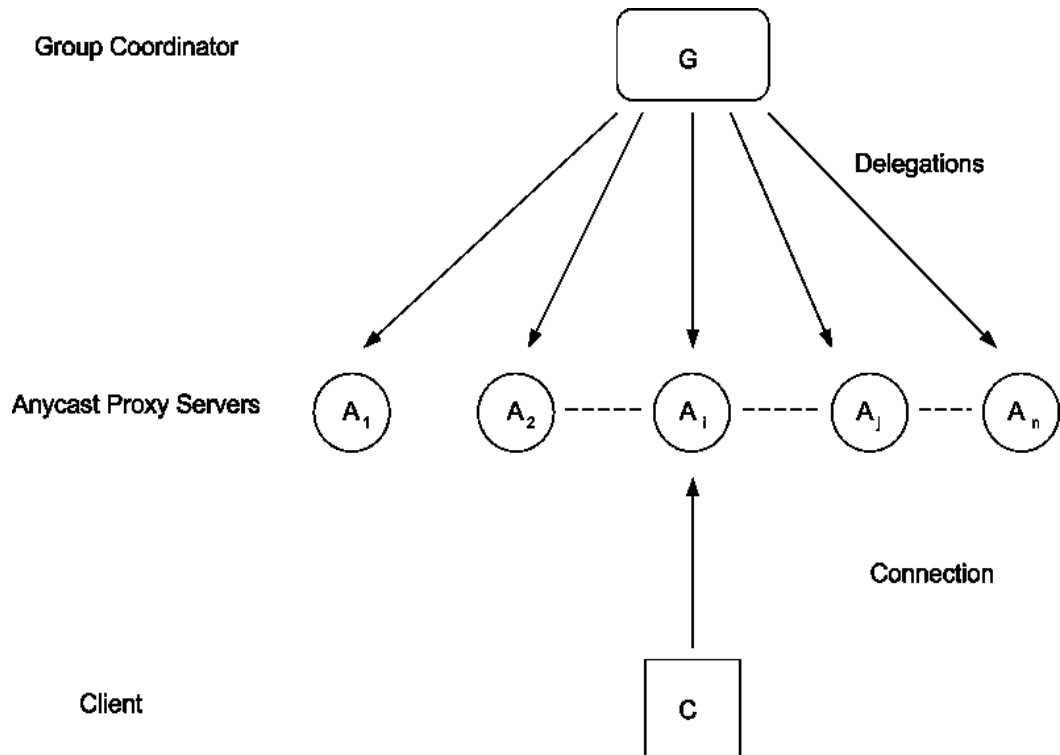 Group Coordinator
G
Delegations
Anycast Proxy Servers
A1
A2
Ai
Aj
An
Connection
Client
C